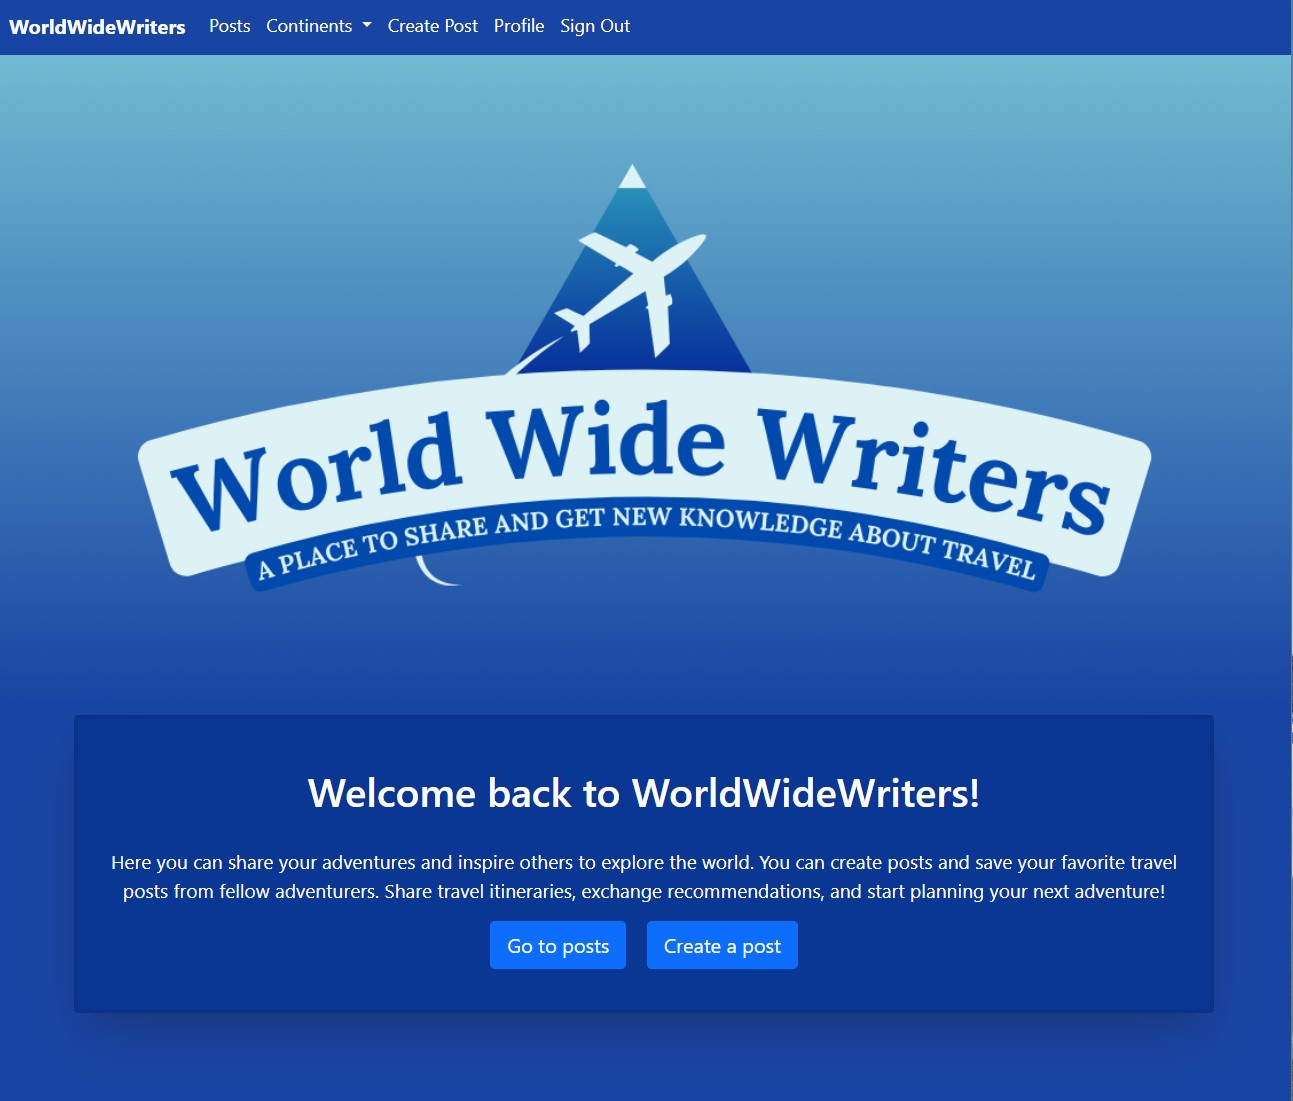 WorldWideWriters Posts Continents Create Post Profile Sign Out
World Wide Writers
A PLACE TO SHARE AND GET NEW KNOWLEDGE ABOUT TRAVEL
Welcome back to WorldWideWriters!
Here you can share your adventures and inspire others to explore the world. You can create posts and save your favorite travel
posts from fellow adventurers. Share travel itineraries, exchange recommendations, and start planning your next adventure!
Go to posts Create a post